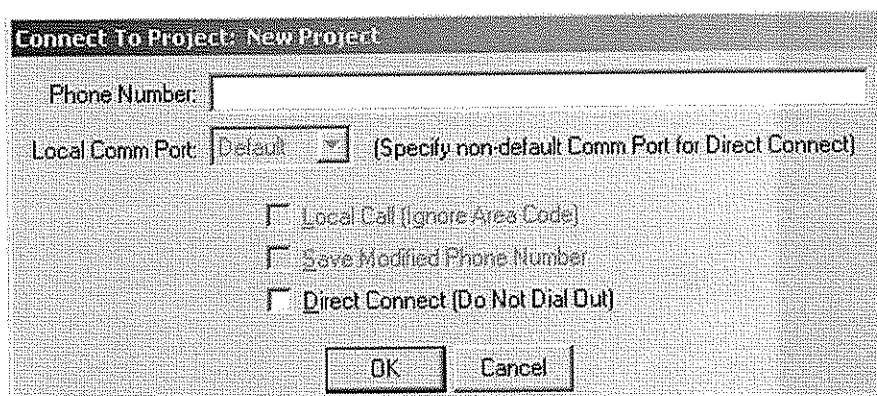 Connect To Project: New Project
Phone Number:
Local Comm Port: Default (Specify non-default Comm Port for Direct Connect)
Local Call (Ignore Area Code)
Save Modified Phone Number
Direct Connect (Do Not Dial Out)
OK Cancel